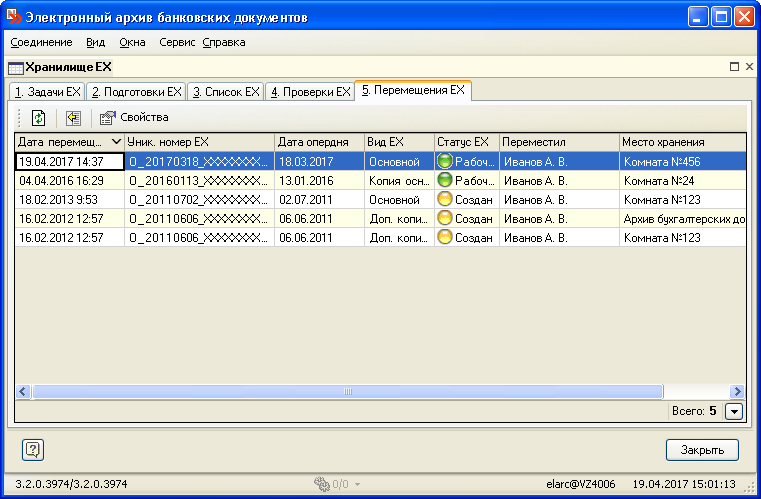 Электронный архив банковских документов
Соединение Вид Окна Сервис Справка
Хранилище ЕХ
1. Задачи ЕХ 2. Подготовки ЕХ 3. Список ЕХ 4. Проверки ЕХ 5. Перемещения ЕХ
Свойства
Дата перемещ... Уник. номер ЕХ Дата опердня Вид ЕХ Статус ЕХ Переместил Место хранения
19.04.2017 14:37 O_20170318_XXXXXXX... 18.03.2017 Основной Рабоч... Иванов А. В. Комната №456
04.04.2016 16:29 O_20160113_XXXXXXX... 13.01.2016 Копия осн... Рабоч... Иванов А. В. Комната №24
18.02.2013 9:53 O_20110702_XXXXXXX... 02.07.2011 Основной Создан Иванов А. В. Комната №123
16.02.2012 12:57 O_20110606_XXXXXXX... 06.06.2011 Доп. копи... Создан Иванов А. В. Архив бухгалтерских до
16.02.2012 12:57 O_20110606_XXXXXXX... 06.06.2011 Доп. копи... Создан Иванов А. В. Комната №123
Всего: 5
Закрыть
3.2.0.3974/3.2.0.3974 0/0 elarc@VZ4006 19.04.2017 15:01:13